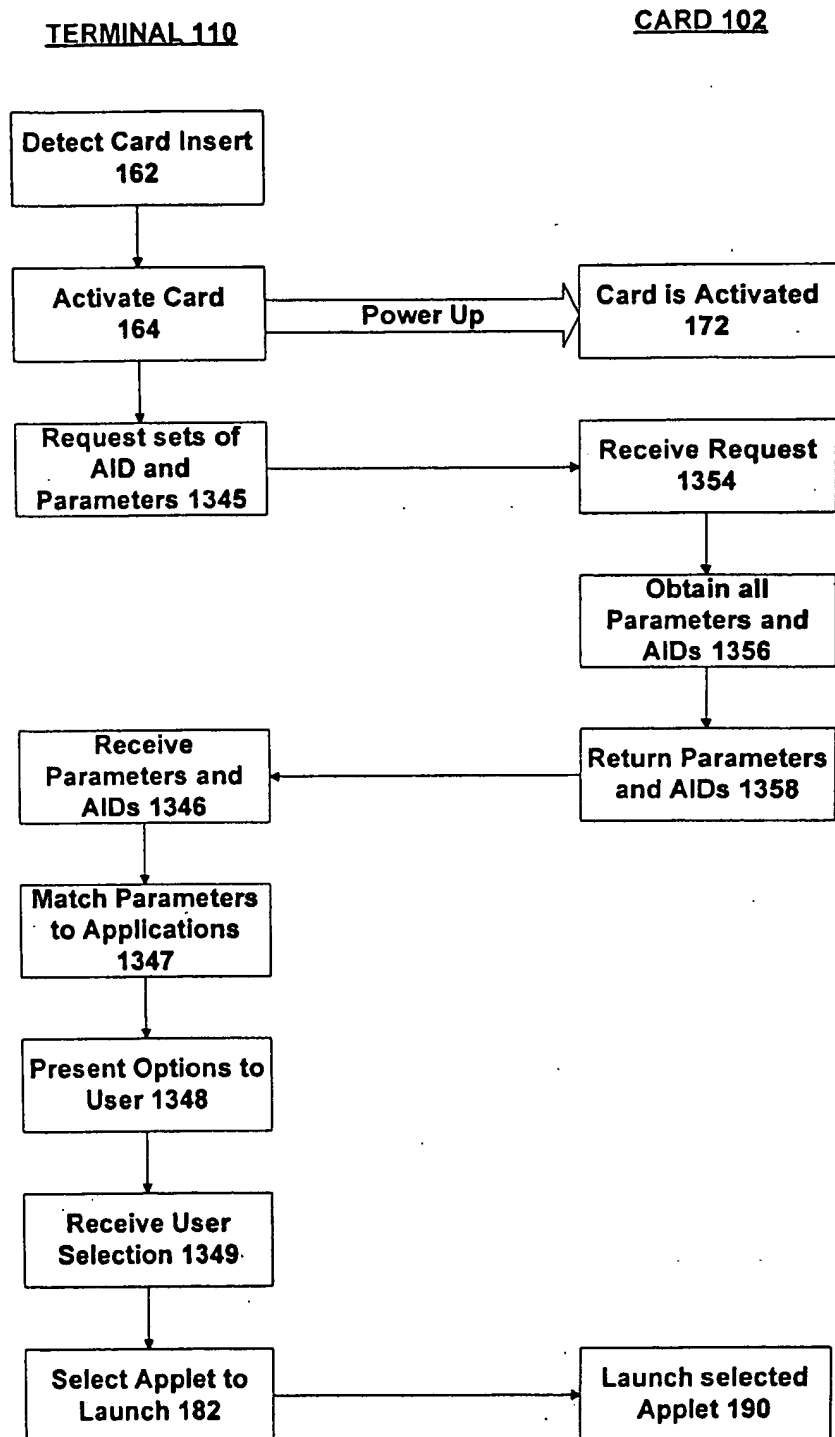 TERMINAL 110
CARD 102
Detect Card Insert
162
Activate Card
164
Power Up
Card is Activated
172
Request sets of
AID and
Parameters 1345
Receive Request
1354
Obtain all
Parameters and
AIDs 1356
Receive
Parameters and
AIDs 1346
Return Parameters
and AIDs 1358
Match Parameters
to Applications
1347
Present Options to
User 1348
Receive User
Selection 1349
Select Applet to
Launch 182
Launch selected
Applet 190